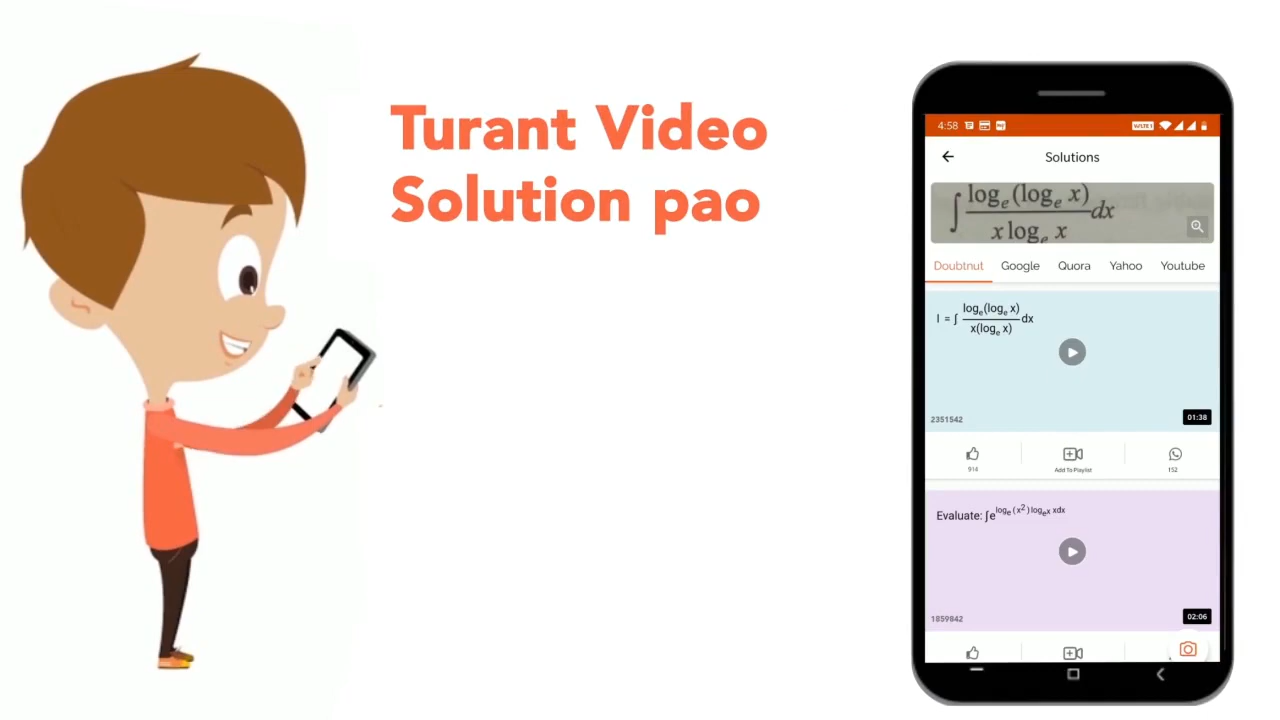 Turant Video
Solution pao
4:58
VoLTE1
Solutions
∫ logₑ(logₑ x) / x logₑ x dx
Doubtnut Google Quora Yahoo Youtube
I = ∫ logₑ(logₑ x) / x(logₑ x) dx
2351542 01:38
914 Add To Playlist 152
Evaluate: ∫e^logₑ(x²)logₑx xdx
1859842 02:06